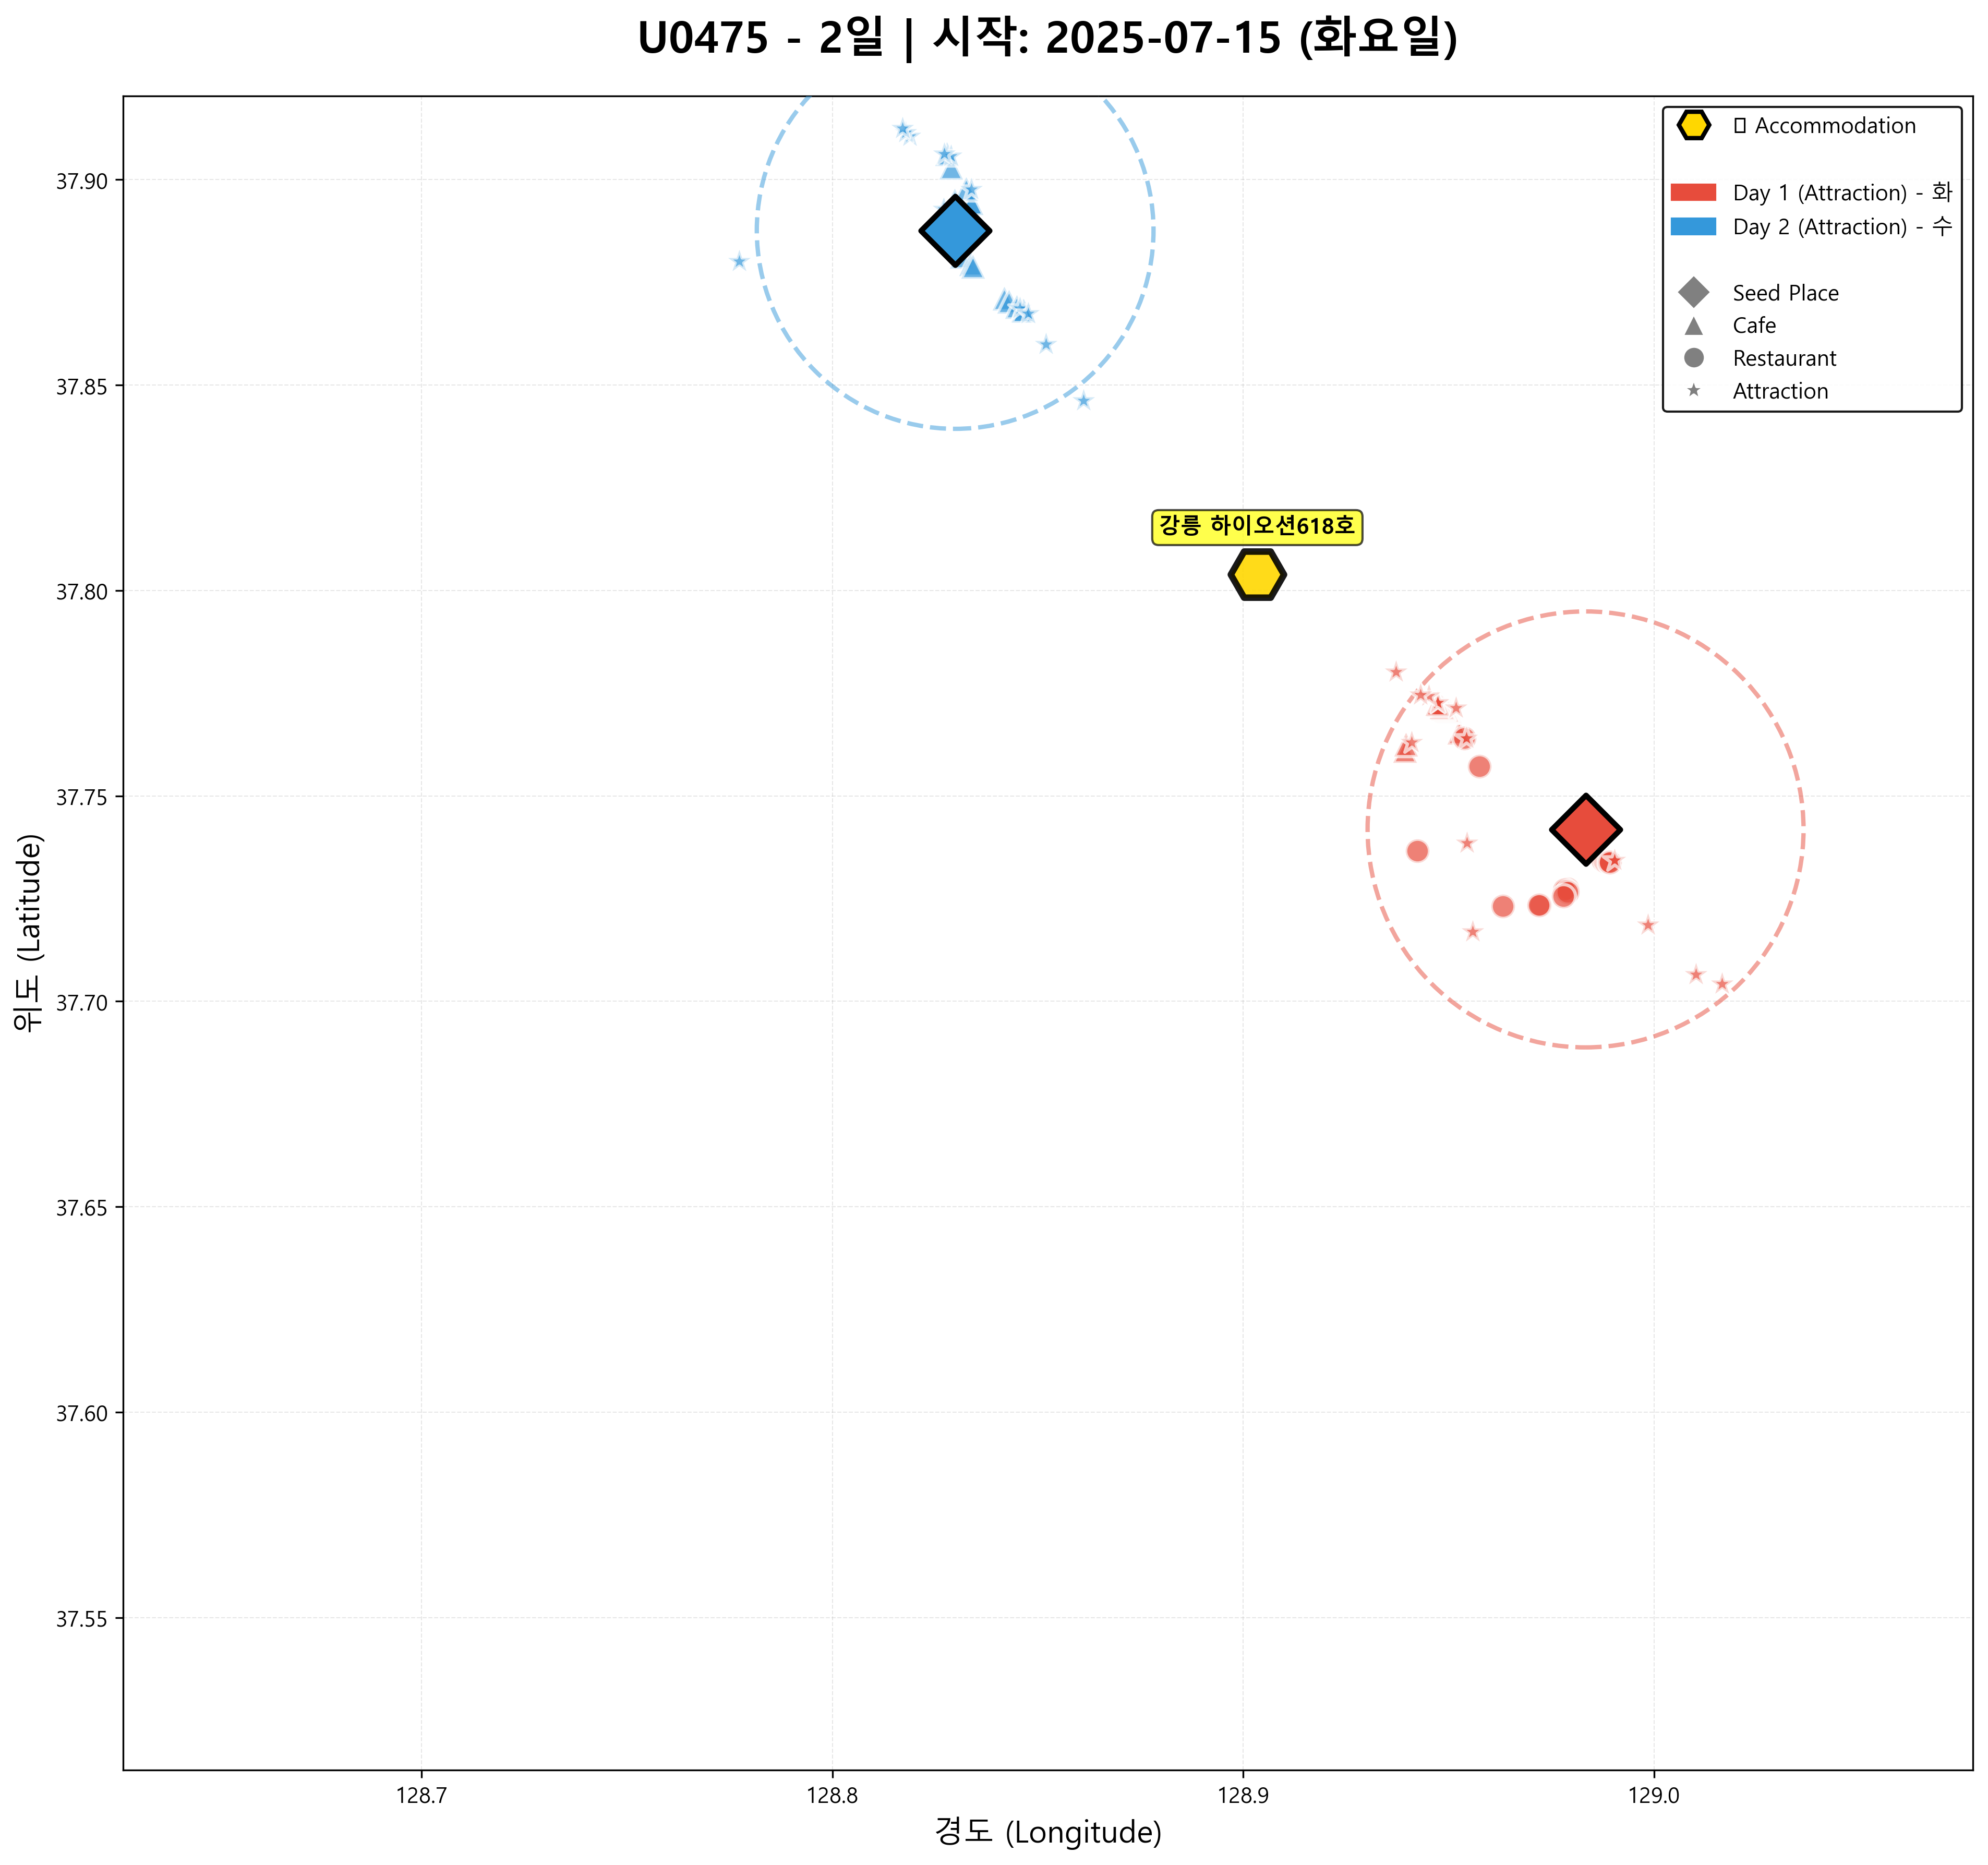 U0475 - 2일 | 시작: 2025-07-15 (화요일)
Accommodation
Day 1 (Attraction) - 화
Day 2 (Attraction) - 수
Seed Place
Cafe
Restaurant
Attraction
강릉 하이오션618호
위도 (Latitude)
37.90
37.85
37.80
37.75
37.70
37.65
37.60
37.55
128.7
128.8
128.9
129.0
경도 (Longitude)